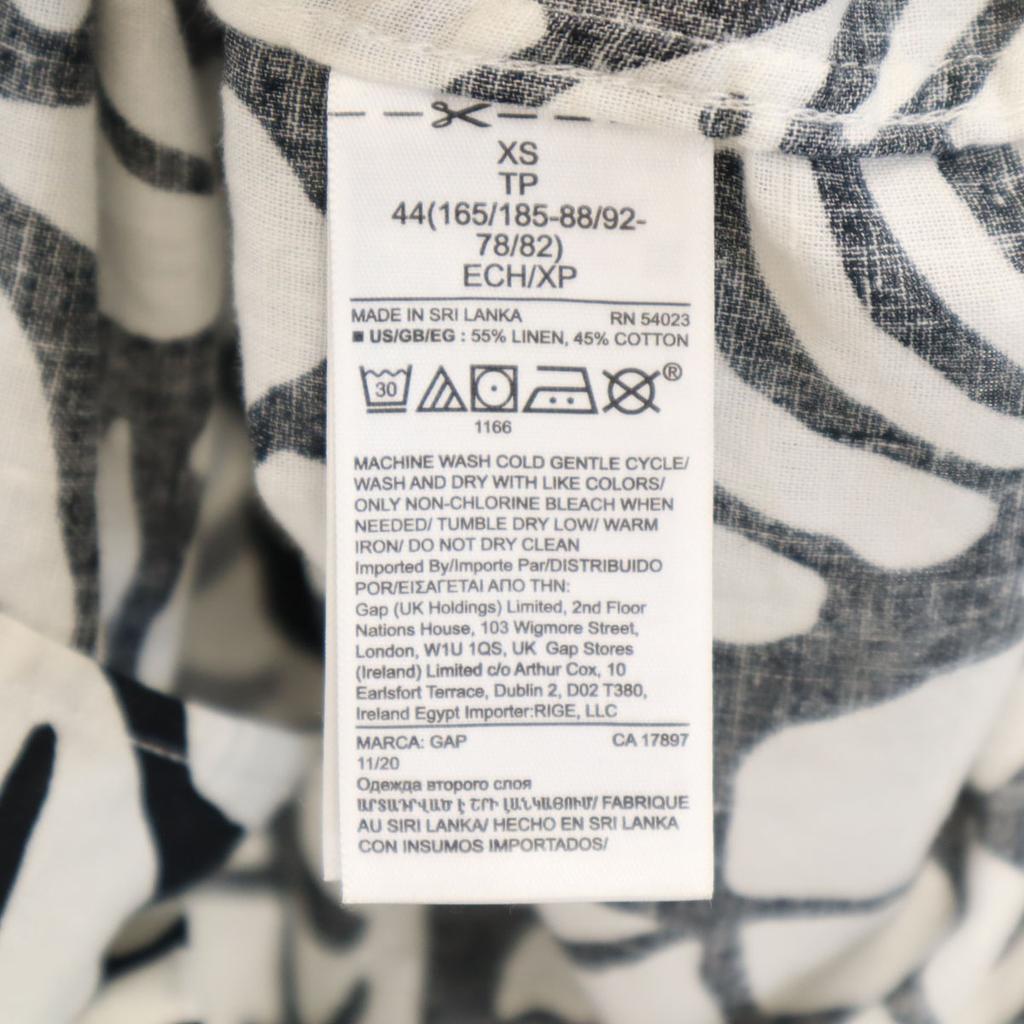 XS
TP
44(165/185-88/92-
78/82)
ECH/XP
MADE IN SRI LANKA RN 54023
■ US/GB/EG : 55% LINEN, 45% COTTON
30 ®
1166
MACHINE WASH COLD GENTLE CYCLE/
WASH AND DRY WITH LIKE COLORS/
ONLY NON-CHLORINE BLEACH WHEN
NEEDED/ TUMBLE DRY LOW/ WARM
IRON/ DO NOT DRY CLEAN
Imported By/Importe Par/DISTRIBUIDO
POR/ΕΙΣΑΓΕΤΑΙ ΑΠΟ ΤΗΝ:
Gap (UK Holdings) Limited, 2nd Floor
Nations House, 103 Wigmore Street,
London, W1U 1QS, UK Gap Stores
(Ireland) Limited c/o Arthur Cox, 10
Earlsfort Terrace, Dublin 2, D02 T380,
Ireland Egypt Importer:RIGE, LLC
MARCA: GAP CA 17897
11/20
Одежда второго слоя
ԱՐՏԱԴՐՎԱԾ Է ՇՐԻ ԼԱՆԿԱՅՈՒՄ/ FABRIQUE
AU SIRI LANKA/ HECHO EN SRI LANKA
CON INSUMOS IMPORTADOS/